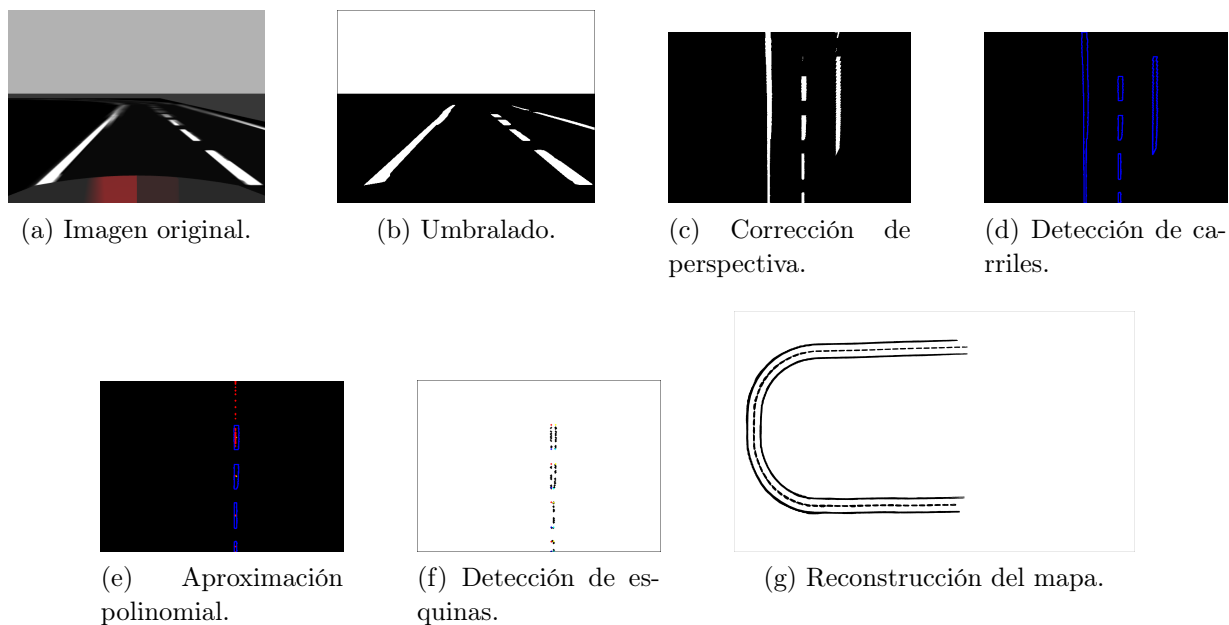 (a) Imagen original.
(b) Umbralado.
(c) Corrección de
perspectiva.
(d) Detección de ca-
rriles.
(e) Aproximación
polinomial.
(f) Detección de es-
quinas.
(g) Reconstrucción del mapa.